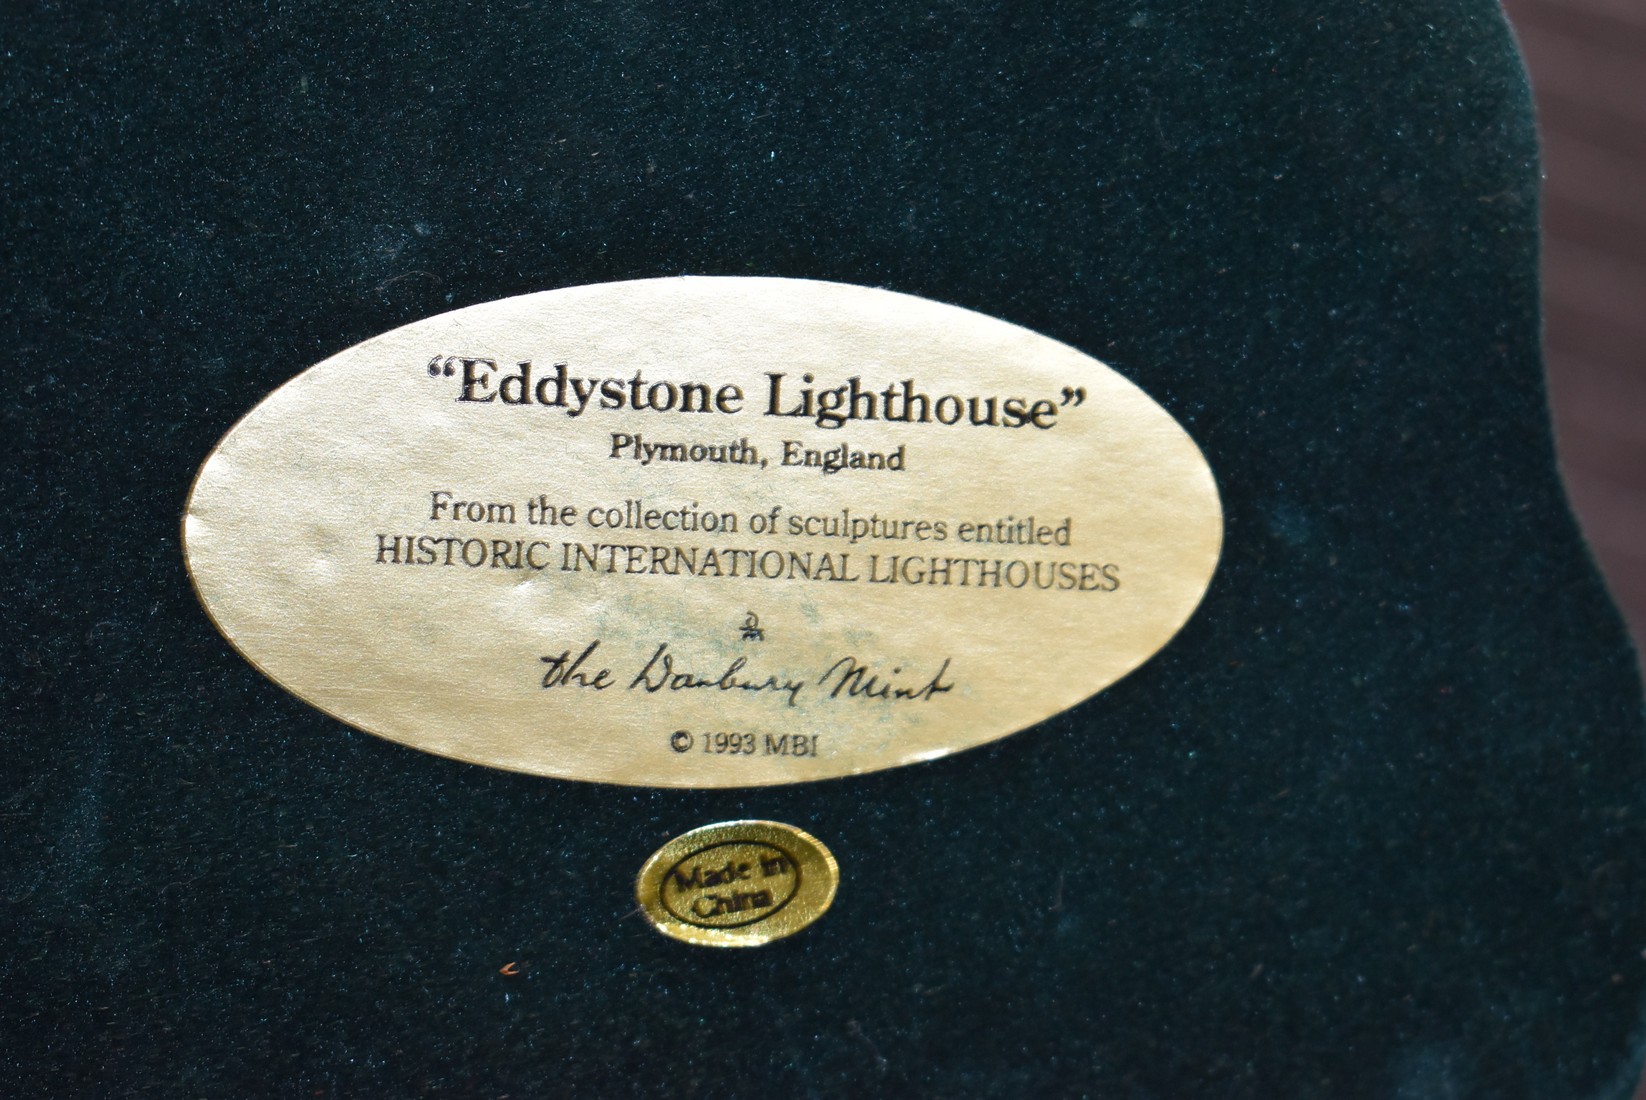 “Eddystone Lighthouse”
Plymouth, England
From the collection of sculptures entitled
HISTORIC INTERNATIONAL LIGHTHOUSES
the Danbury Mint
© 1993 MBI
Made in
China